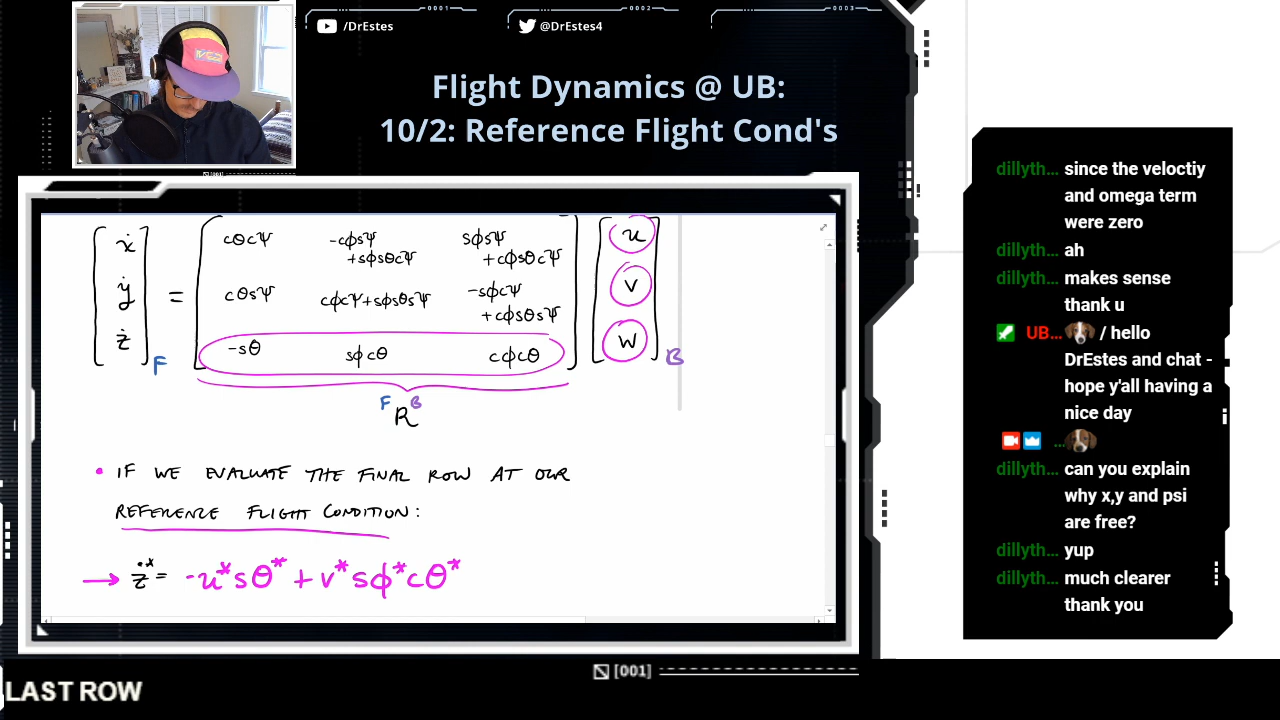 0001
0002
0003
/DrEstes
@DrEstes4
Flight Dynamics @ UB:
10/2: Reference Flight Cond's
[001]
ẋ
ẏ
ż
F
=
cθcΨ -cϕsΨ +sϕsθcΨ sϕsΨ +cϕsθcΨ
cθsΨ cϕcΨ+sϕsθsΨ -sϕcΨ +cϕsθsΨ
-sθ sϕcθ cϕcθ
u
v
w
B
F R B
• IF WE EVALUATE THE FINAL ROW AT OUR
REFERENCE FLIGHT CONDITION:
→ ż* = -u*sθ* + v*sϕ*cθ*
dillyth… since the veloctiy
and omega term
were zero
dillyth… ah
dillyth… makes sense
thank u
UB… / hello
DrEstes and chat -
hope y'all having a
nice day
…
dillyth… can you explain
why x,y and psi
are free?
dillyth… yup
dillyth… much clearer
thank you
[001]
LAST ROW